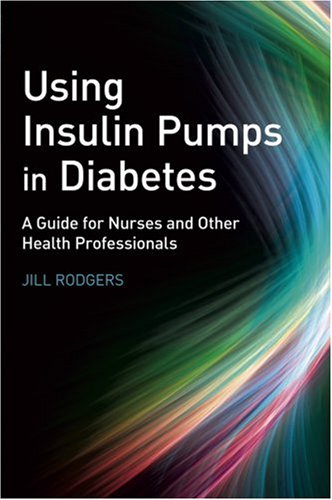 Using
Insulin Pumps
in Diabetes
A Guide for Nurses and Other
Health Professionals
JILL RODGERS